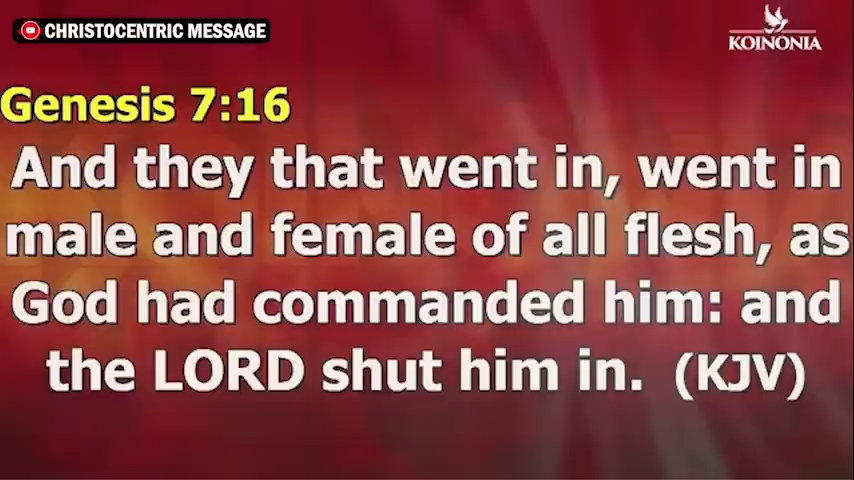 CHRISTOCENTRIC MESSAGE
KOINONIA
Genesis 7:16
And they that went in, went in
male and female of all flesh, as
God had commanded him: and
the LORD shut him in. (KJV)